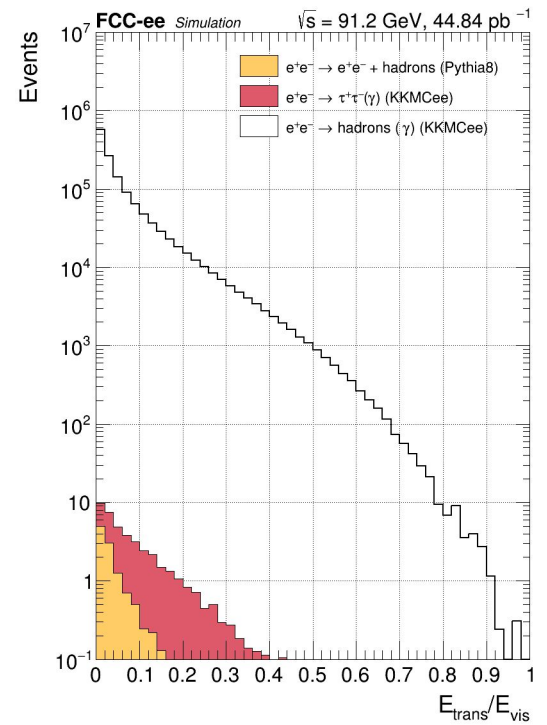 FCC-ee Simulation √s = 91.2 GeV, 44.84 pb⁻¹
Events
e⁺e⁻ → e⁺e⁻ + hadrons (Pythia8)
e⁺e⁻ → τ⁺τ⁻(γ) (KKMCee)
e⁺e⁻ → hadrons (γ) (KKMCee)
10⁷
10⁶
10⁵
10⁴
10³
10²
10
1
10⁻¹
0 0.1 0.2 0.3 0.4 0.5 0.6 0.7 0.8 0.9 1
E_trans/E_vis